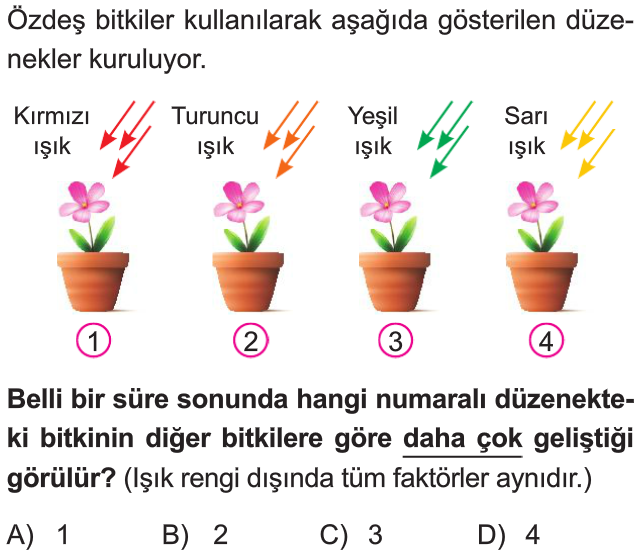 Özdeş bitkiler kullanılarak aşağıda gösterilen düze-
nekler kuruluyor.
Kırmızı
ışık
Turuncu
ışık
Yeşil
ışık
Sarı
ışık
1
2
3
4
Belli bir süre sonunda hangi numaralı düzenekte-
ki bitkinin diğer bitkilere göre daha çok geliştiği
görülür? (Işık rengi dışında tüm faktörler aynıdır.)
A) 1 B) 2 C) 3 D) 4